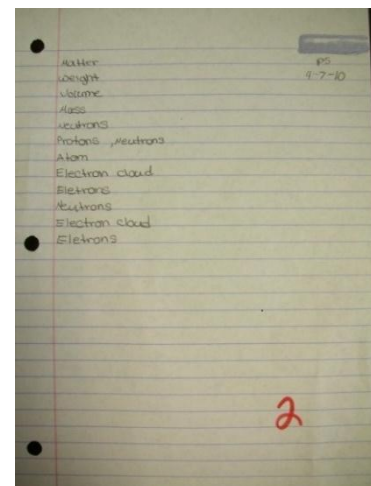 Matter
PS
Weight
9-7-10
Volume
Mass
Neutrons
Protons , Neutrons
Atom
Electron cloud
Eletrons
Neutrons
Electron cloud
Eletrons
2